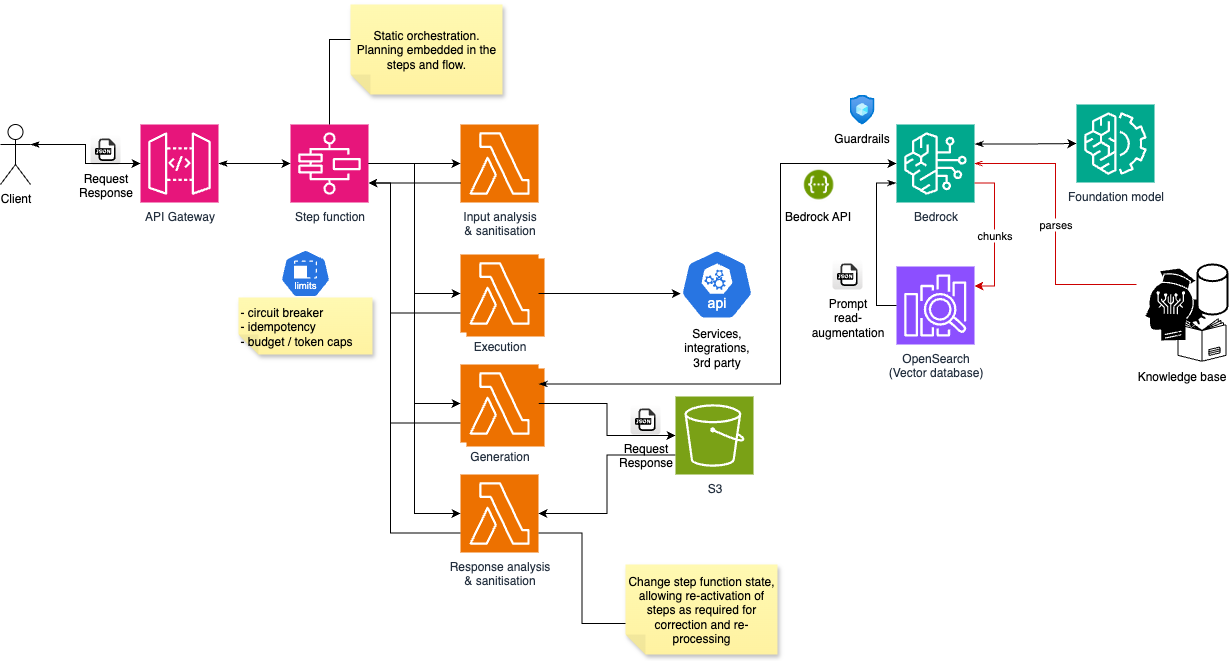 Static orchestration.
Planning embedded in the
steps and flow.
JSON
Request
Response
Client
</>
API Gateway
Step function
Input analysis
& sanitisation
Guardrails
Bedrock API
Bedrock
Foundation model
chunks
parses
limits
- circuit breaker
- idempotency
- budget / token caps
Execution
api
Services,
integrations,
3rd party
JSON
Prompt
read-
augmentation
OpenSearch
(Vector database)
Knowledge base
Generation
JSON
Request
Response
S3
Response analysis
& sanitisation
Change step function state,
allowing re-activation of
steps as required for
correction and re-
processing